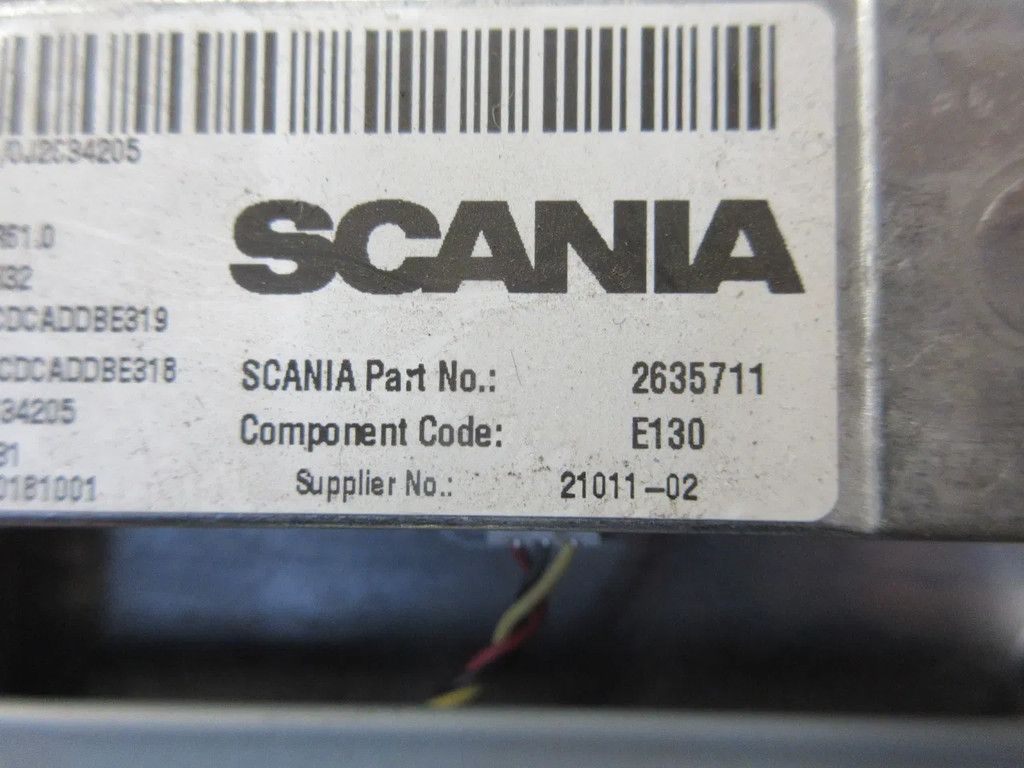 /0J2C34205
SCANIA
861.0
432
CDCADDBE319
CDCADDBE318
34205
31
0181001
SCANIA Part No.: 2635711
Component Code: E130
Supplier No.: 21011-02